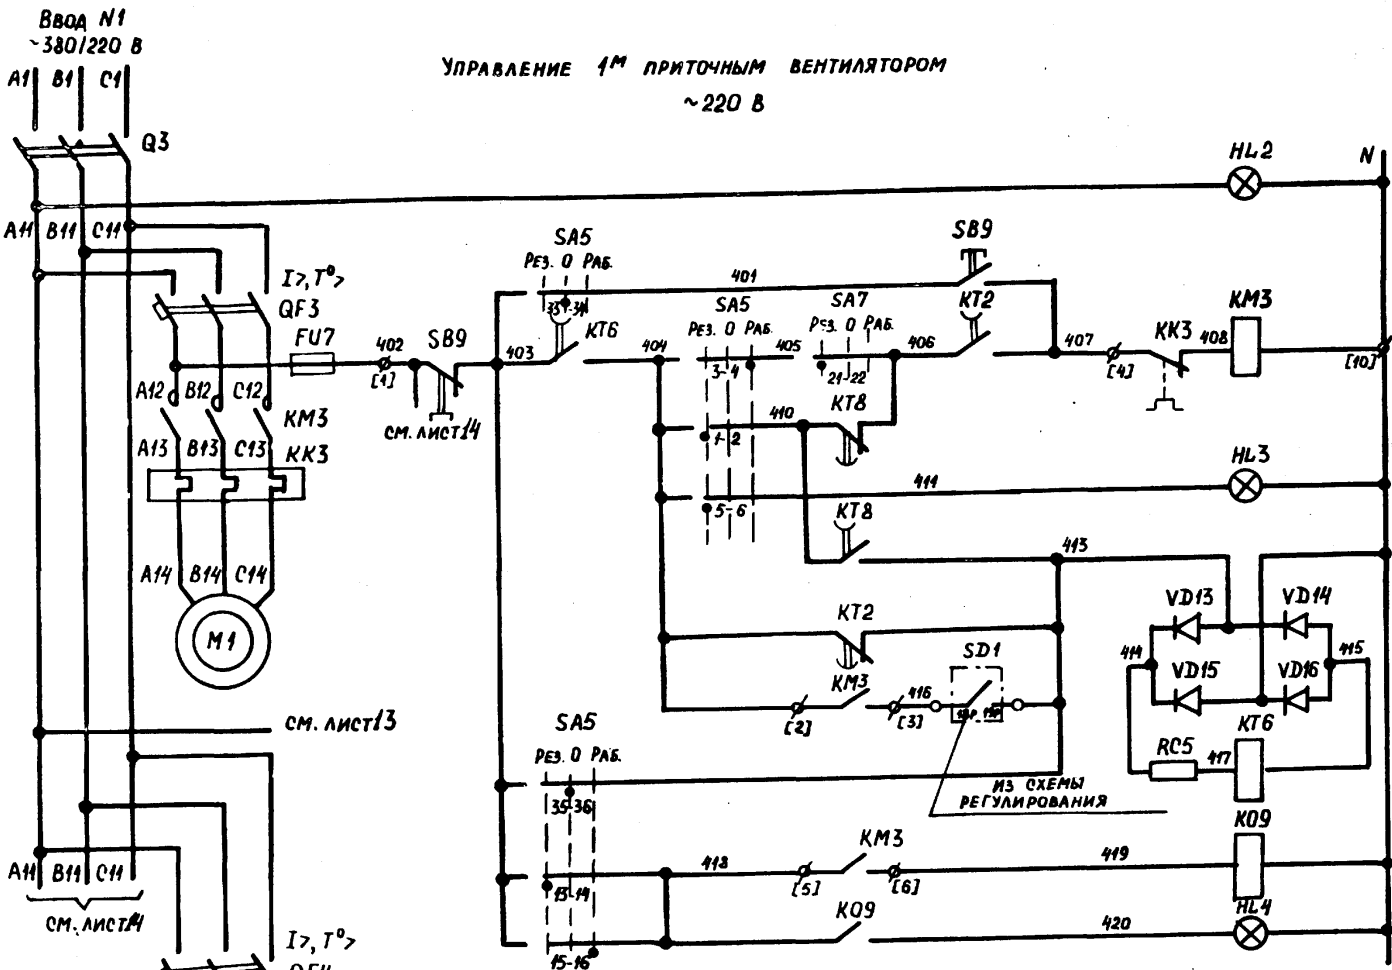 Ввод N1
~380/220 В
Управление 1м приточным вентилятором
~220 В
А1 В1 С1
Q3
HL2
N
А11 В11 С11
SA5
Рез. 0 Раб.
33-34
401
SB9
I>, T°>
QF3
FU7
402
[1]
SB9
см. лист14
403
КТ6
404
SA5
Рез. 0 Раб.
3-4
405
SA7
Рез. 0 Раб.
21-22
406
КТ2
407
[4]
КК3
408
КМ3
[10]
А12 В12 С12
КМ3
А13 В13 С13
КК3
1-2
410
КТ8
5-6
411
HL3
КТ8
413
А14 В14 С14
М1
КТ2
VD13
VD14
414
415
VD15
VD16
[2]
КМ3
[3]
416
SD1
из схемы
регулирования
RC5
417
КТ6
см. лист13
SA5
Рез. 0 Раб.
35-36
13-14
418
[5]
КМ3
[6]
419
К09
15-16
К09
420
HL4
А11 В11 С11
см. лист14
I>, T°>
QF4